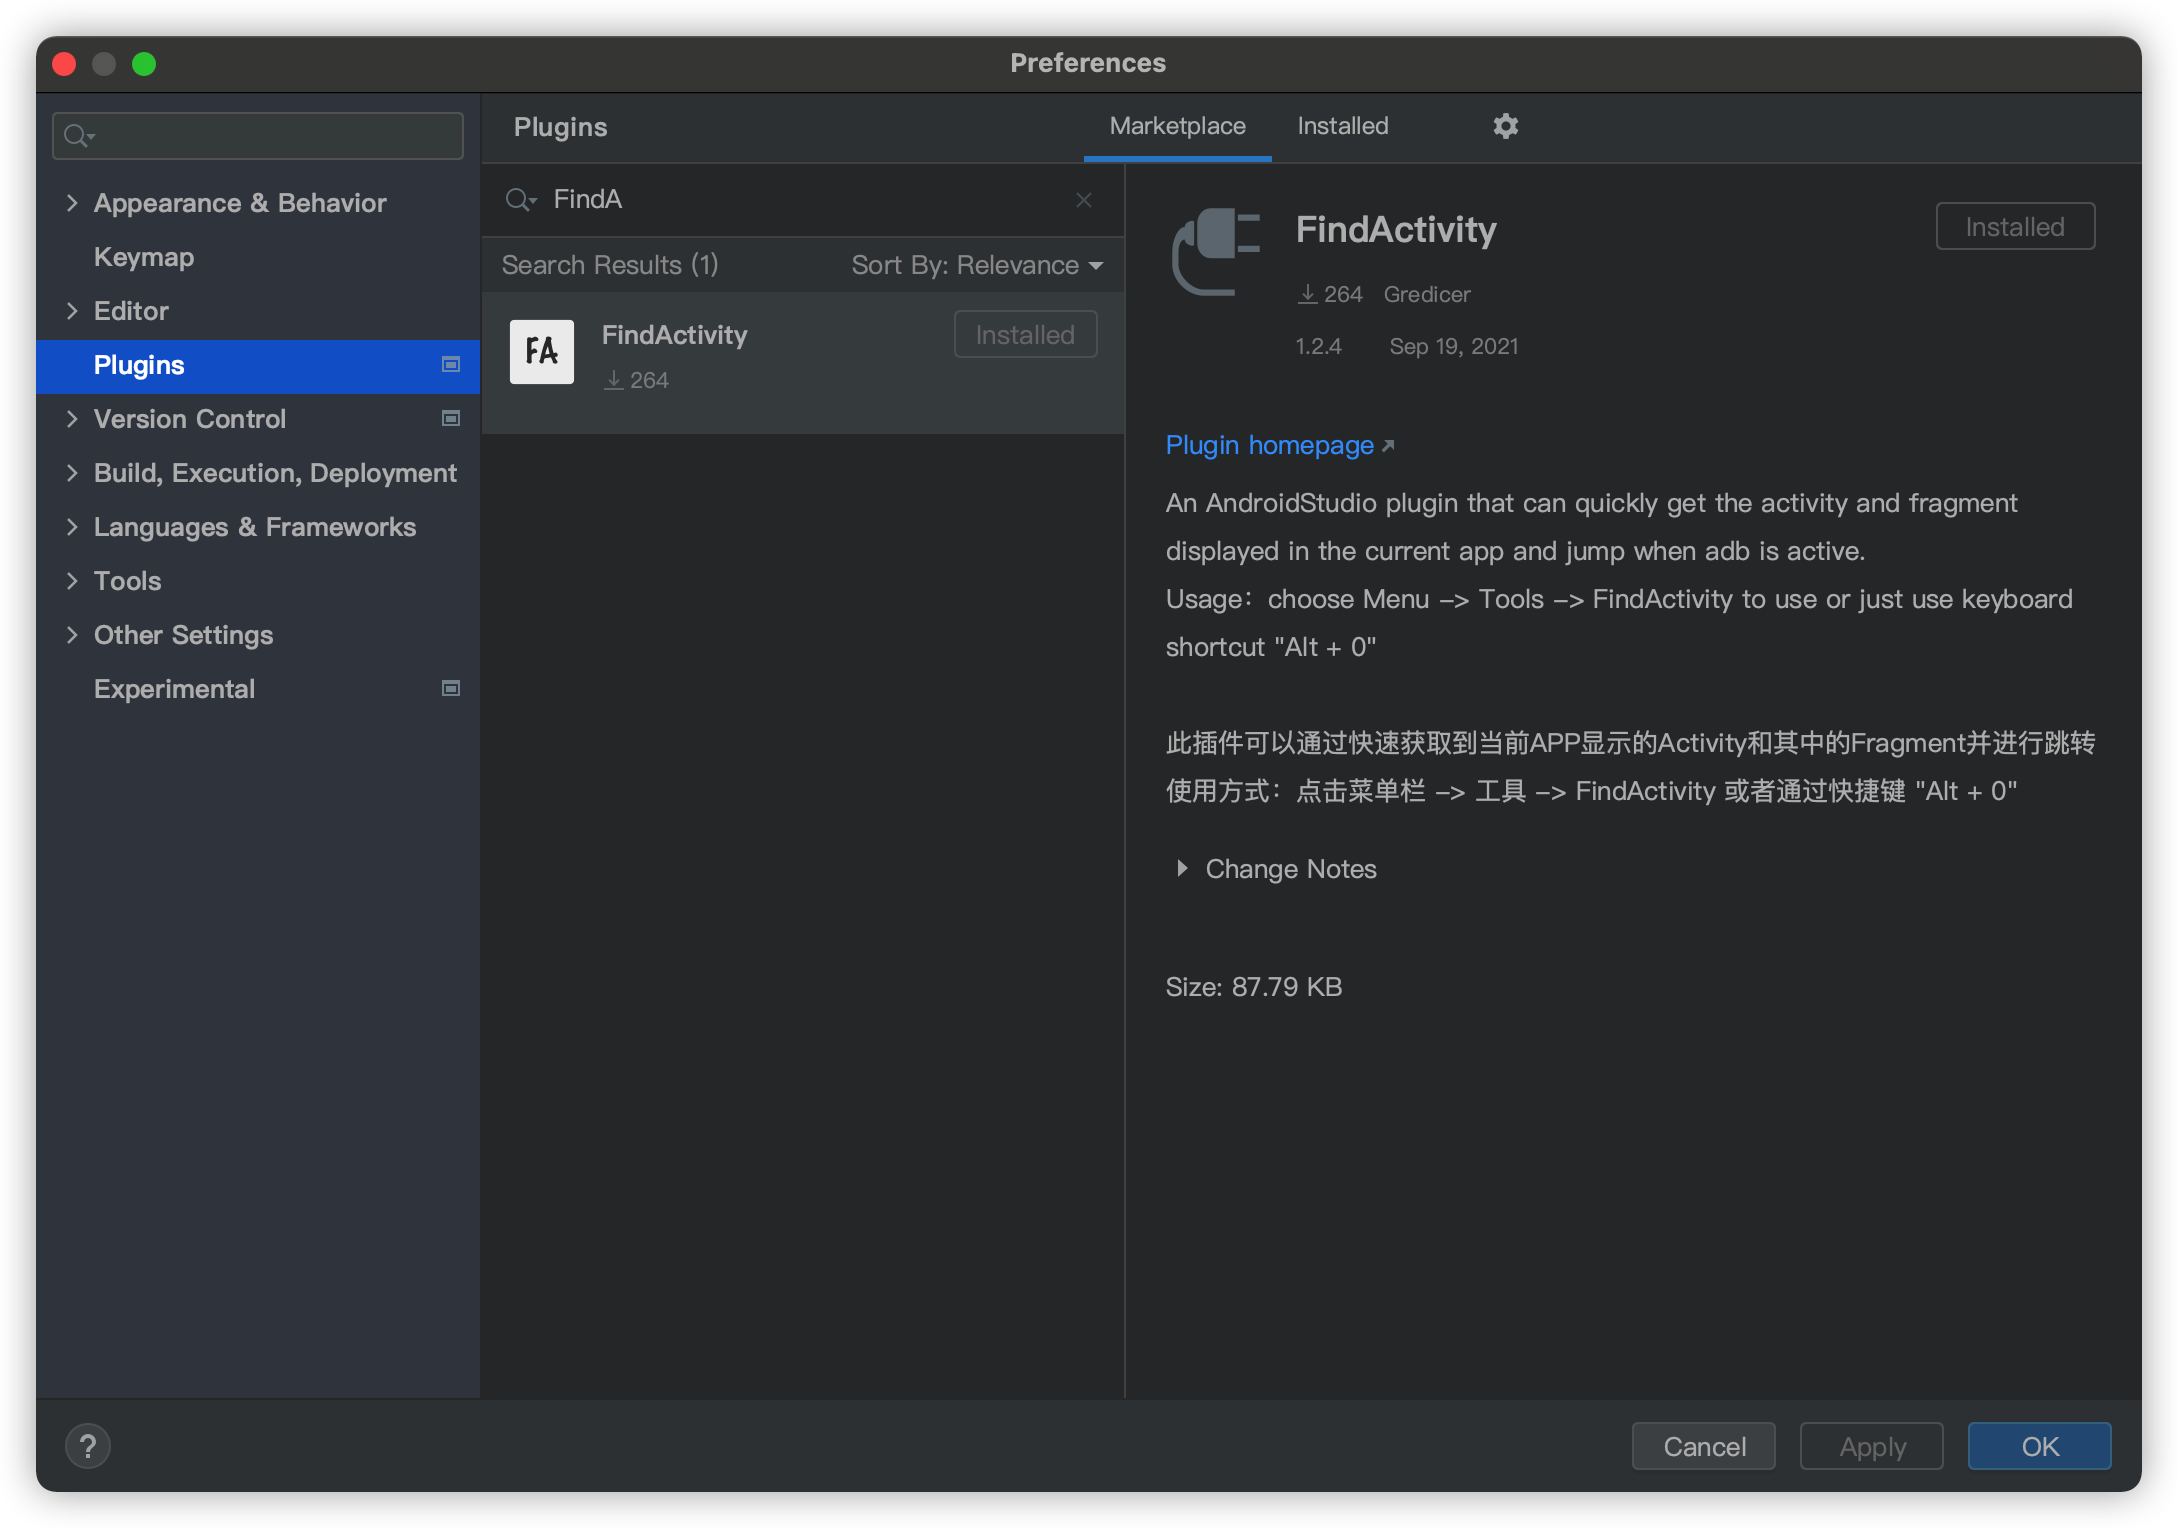 Preferences
Appearance & Behavior
Keymap
Editor
Plugins
Version Control
Build, Execution, Deployment
Languages & Frameworks
Tools
Other Settings
Experimental
Plugins
Marketplace
Installed
FindA
Search Results (1)
Sort By: Relevance
FA
FindActivity
Installed
264
FindActivity
Installed
264 Gredicer
1.2.4 Sep 19, 2021
Plugin homepage
An AndroidStudio plugin that can quickly get the activity and fragment
displayed in the current app and jump when adb is active.
Usage：choose Menu –> Tools –> FindActivity to use or just use keyboard
shortcut "Alt + 0"
此插件可以通过快速获取到当前APP显示的Activity和其中的Fragment并进行跳转
使用方式：点击菜单栏 –> 工具 –> FindActivity 或者通过快捷键 "Alt + 0"
Change Notes
Size: 87.79 KB
?
Cancel
Apply
OK